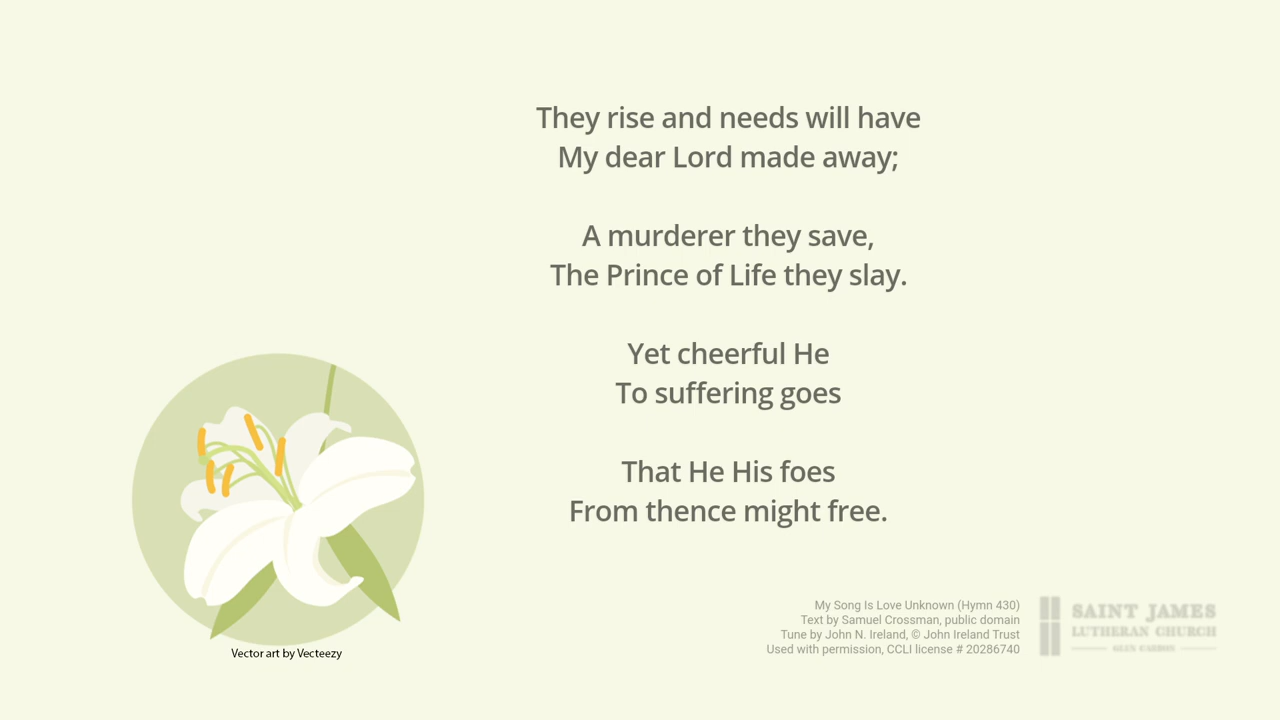 They rise and needs will have
My dear Lord made away;
A murderer they save,
The Prince of Life they slay.
Yet cheerful He
To suffering goes
That He His foes
From thence might free.
My Song Is Love Unknown (Hymn 430)
Text by Samuel Crossman, public domain
Tune by John N. Ireland, © John Ireland Trust
Used with permission, CCLI license # 20286740
SAINT JAMES
LUTHERAN CHURCH
GLEN CARBON
Vector art by Vecteezy